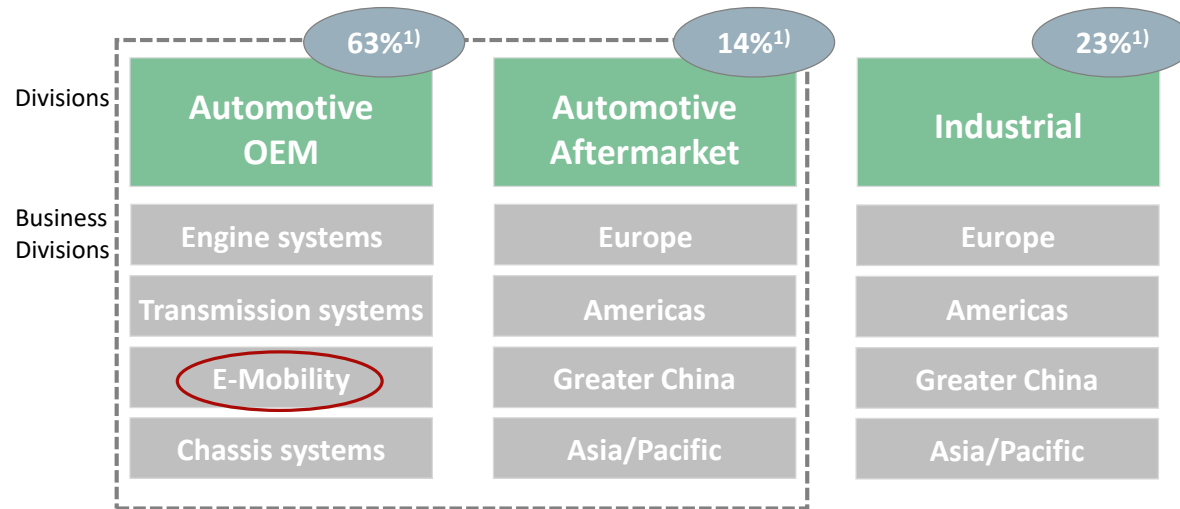 63%1)
14%1)
23%1)
Divisions
Automotive
OEM
Automotive
Aftermarket
Industrial
Business
Divisions
Engine systems
Europe
Europe
Transmission systems
Americas
Americas
E-Mobility
Greater China
Greater China
Chassis systems
Asia/Pacific
Asia/Pacific